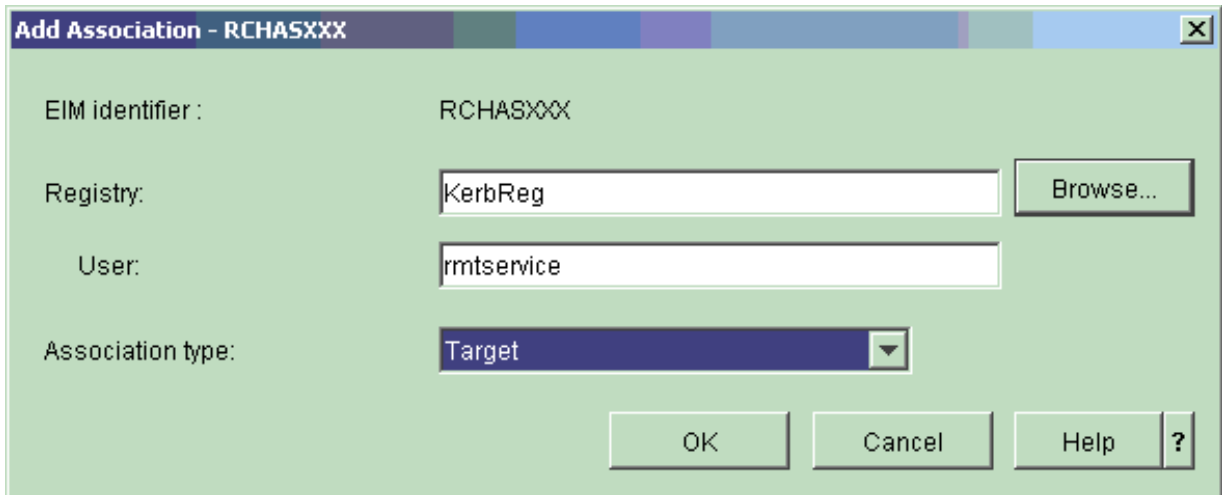 Add Association - RCHASXXX
EIM identifier : RCHASXXX
Registry: KerbReg Browse...
User: rmtservice
Association type: Target
OK Cancel Help ?